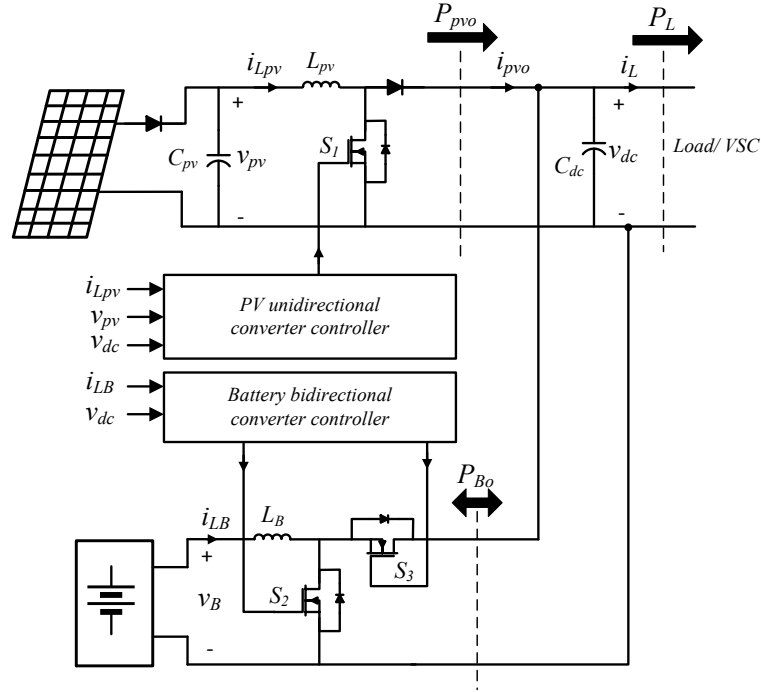 P_pvo
P_L
i_Lpv
L_pv
i_pvo
i_L
+
+
C_pv
v_pv
S_1
C_dc
v_dc
Load/ VSC
-
-
i_Lpv
v_pv
v_dc
PV unidirectional
converter controller
i_LB
v_dc
Battery bidirectional
converter controller
P_Bo
i_LB
L_B
+
S_3
v_B
S_2
-